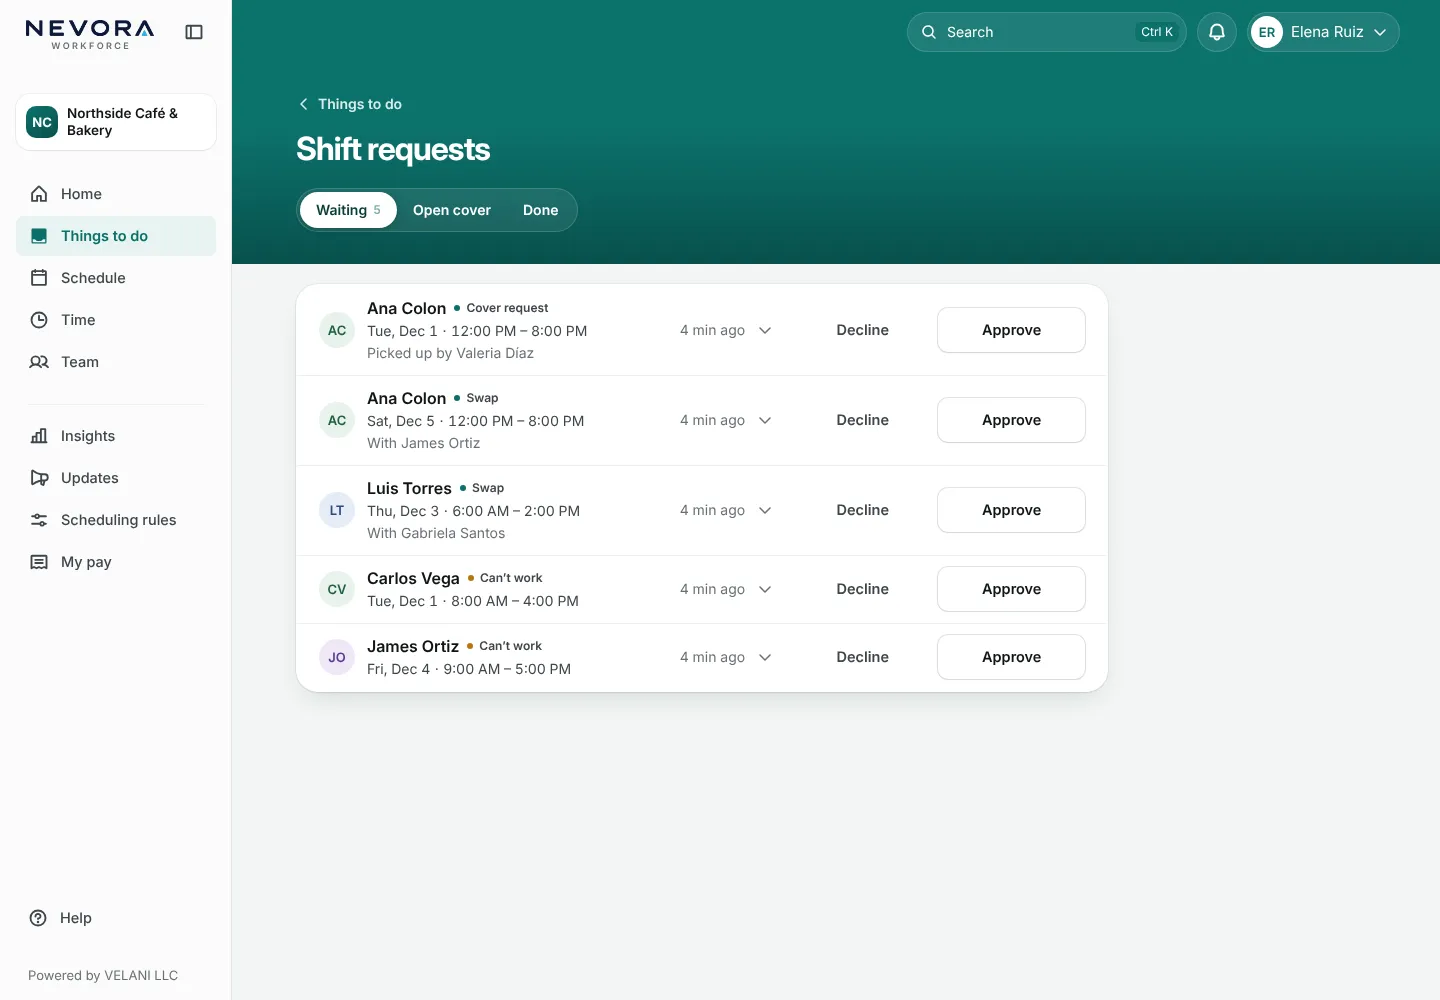 NEVORA
WORKFORCE
Search
Ctrl K
ER
Elena Ruiz
NC
Northside Café &
Bakery
Home
Things to do
Schedule
Time
Team
Insights
Updates
Scheduling rules
My pay
Help
Powered by VELANI LLC
Things to do
Shift requests
Waiting 5
Open cover
Done
AC
Ana Colon • Cover request
Tue, Dec 1 · 12:00 PM – 8:00 PM
Picked up by Valeria Díaz
4 min ago
Decline
Approve
AC
Ana Colon • Swap
Sat, Dec 5 · 12:00 PM – 8:00 PM
With James Ortiz
4 min ago
Decline
Approve
LT
Luis Torres • Swap
Thu, Dec 3 · 6:00 AM – 2:00 PM
With Gabriela Santos
4 min ago
Decline
Approve
CV
Carlos Vega • Can’t work
Tue, Dec 1 · 8:00 AM – 4:00 PM
4 min ago
Decline
Approve
JO
James Ortiz • Can’t work
Fri, Dec 4 · 9:00 AM – 5:00 PM
4 min ago
Decline
Approve